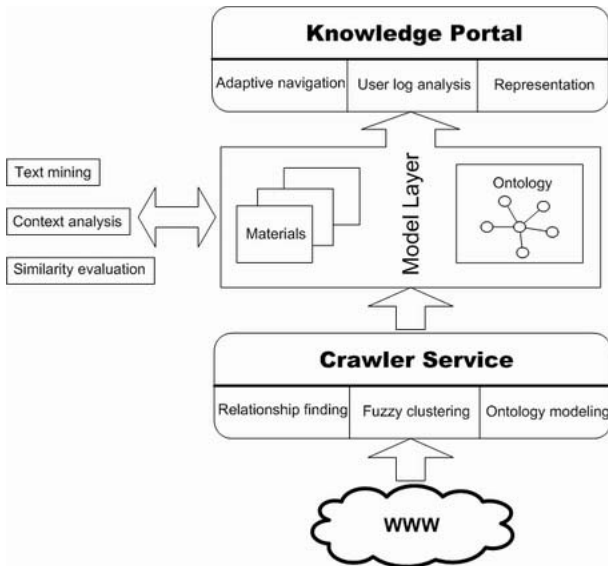 Knowledge Portal
Adaptive navigation
User log analysis
Representation
Text mining
Context analysis
Similarity evaluation
Materials
Model Layer
Ontology
Crawler Service
Relationship finding
Fuzzy clustering
Ontology modeling
WWW